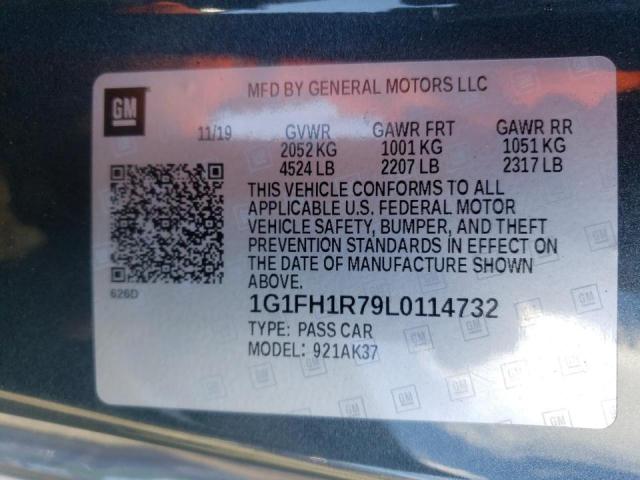 MFD BY GENERAL MOTORS LLC
GM
11/19 GVWR GAWR FRT GAWR RR
2052 KG 1001 KG 1051 KG
4524 LB 2207 LB 2317 LB
THIS VEHICLE CONFORMS TO ALL
APPLICABLE U.S. FEDERAL MOTOR
VEHICLE SAFETY, BUMPER, AND THEFT
PREVENTION STANDARDS IN EFFECT ON
THE DATE OF MANUFACTURE SHOWN
ABOVE.
626D
1G1FH1R79L0114732
TYPE: PASS CAR
MODEL: 921AK37